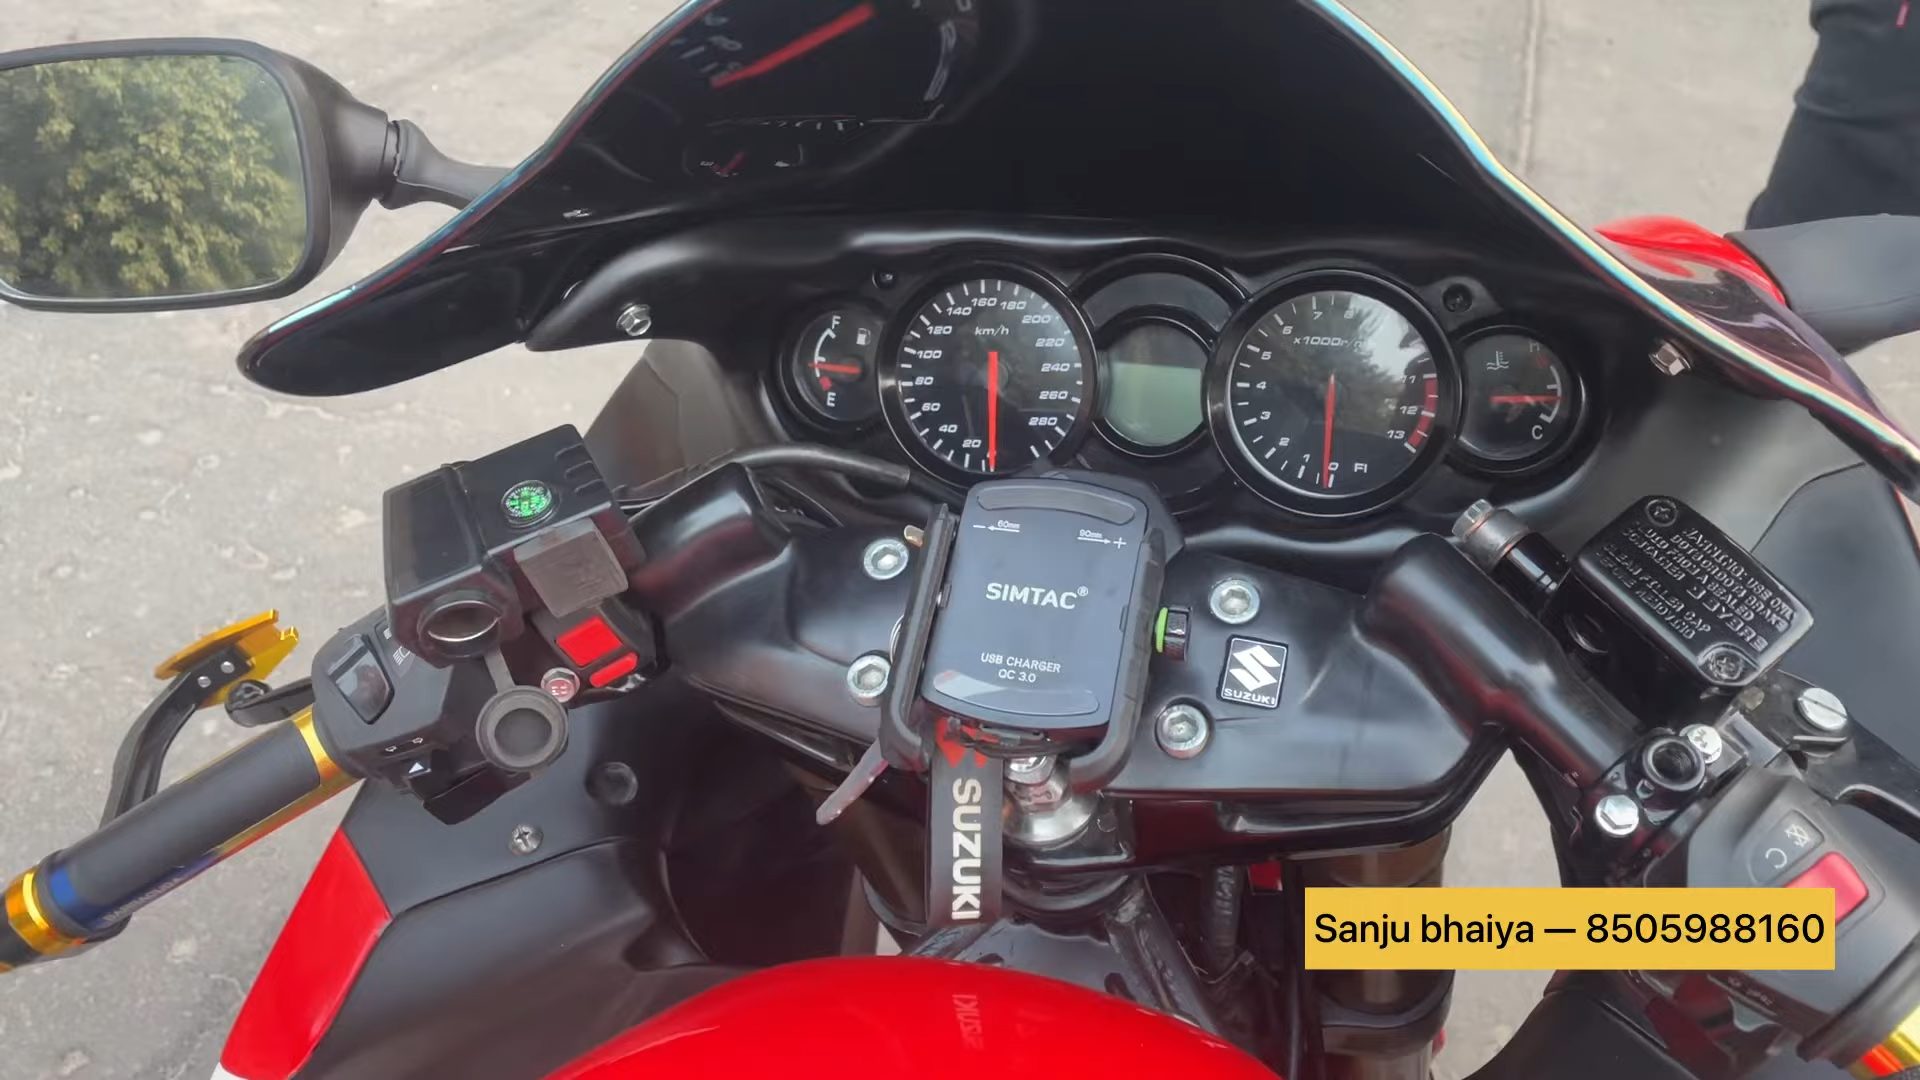 F
E
km/h
20
40
60
80
100
120
140
160
180
200
220
240
260
280
x1000r/min
0
1
2
3
4
5
6
7
8
11
12
13
FI
H
C
60mm
90mm
SIMTAC®
USB CHARGER
QC 3.0
SUZUKI
SUZUKI
Sanju bhaiya — 8505988160